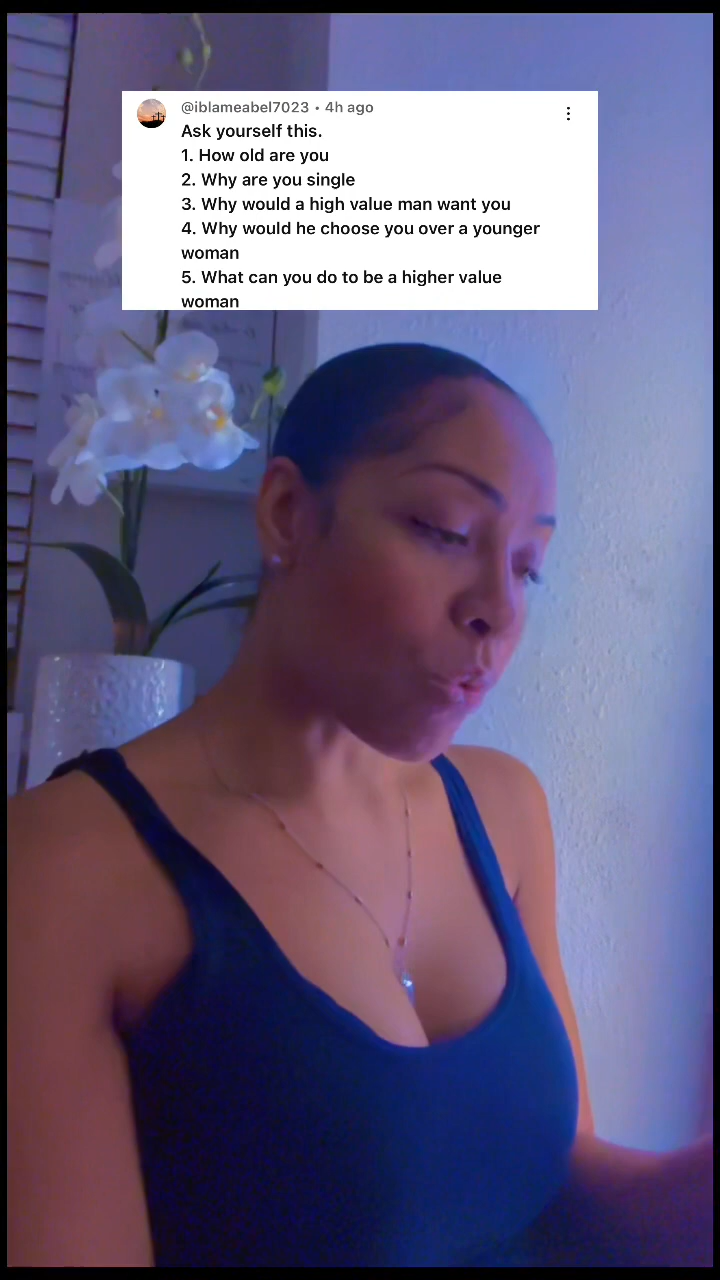 @iblameabel7023 • 4h ago
Ask yourself this.
1. How old are you
2. Why are you single
3. Why would a high value man want you
4. Why would he choose you over a younger
woman
5. What can you do to be a higher value
woman